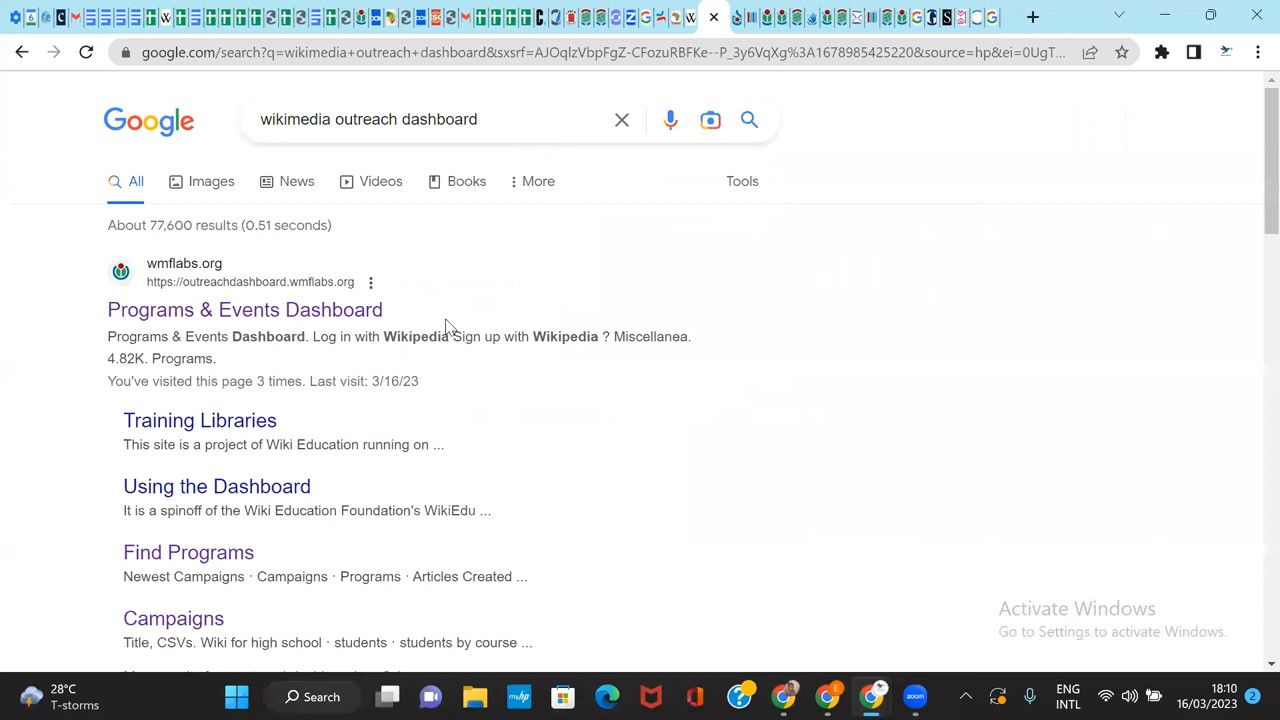 google.com/search?q=wikimedia+outreach+dashboard&sxsrf=AJOqlzVbpFgZ-CFozuRBFKe--P_3y6VqXg%3A1678985425220&source=hp&ei=0UgT...
Google
wikimedia outreach dashboard
All
Images
News
Videos
Books
More
Tools
About 77,600 results (0.51 seconds)
wmflabs.org
https://outreachdashboard.wmflabs.org
Programs & Events Dashboard
Programs & Events Dashboard. Log in with Wikipedia Sign up with Wikipedia ? Miscellanea.
4.82K. Programs.
You've visited this page 3 times. Last visit: 3/16/23
Training Libraries
This site is a project of Wiki Education running on ...
Using the Dashboard
It is a spinoff of the Wiki Education Foundation's WikiEdu ...
Find Programs
Newest Campaigns · Campaigns · Programs · Articles Created ...
Campaigns
Title, CSVs. Wiki for high school · students · students by course ...
Activate Windows
Go to Settings to activate Windows.
28°C
T-storms
Search
myhp
zoom
ENG
INTL
18:10
16/03/2023
2